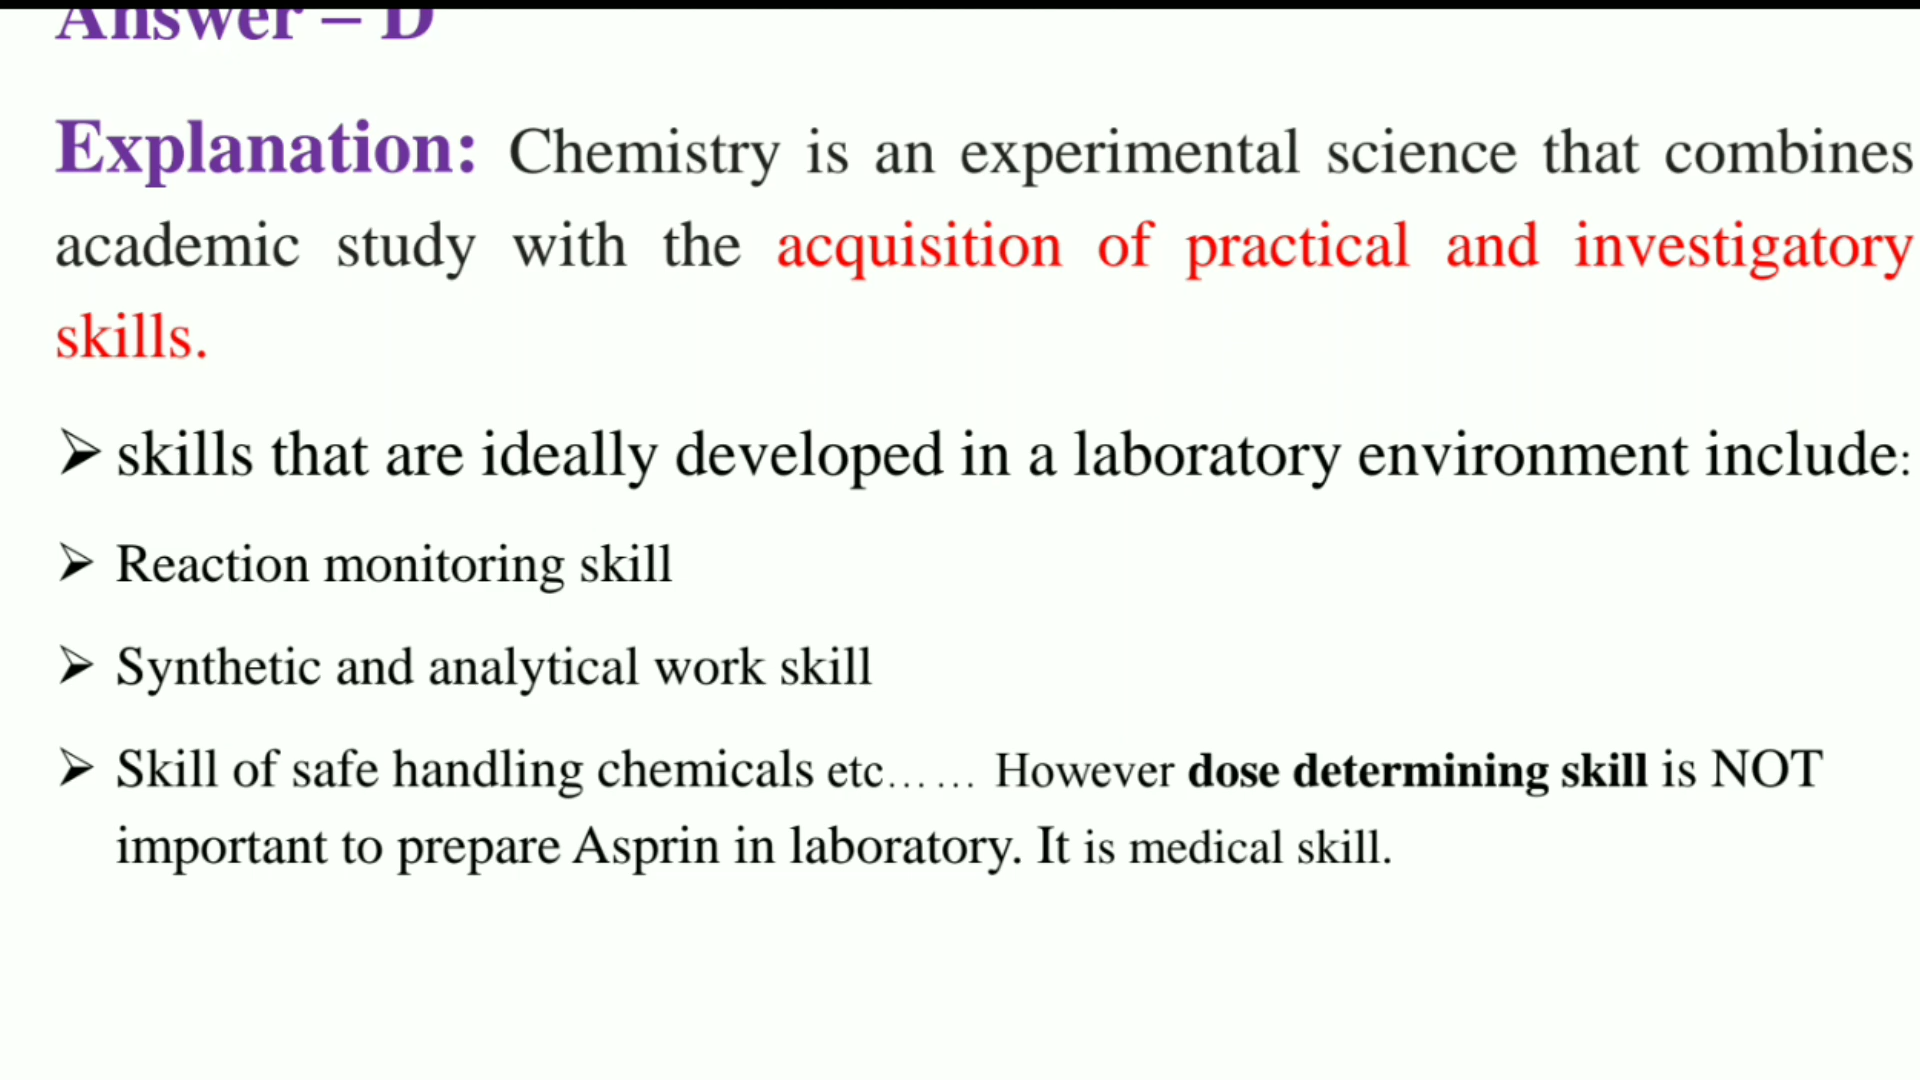 Answer – D
Explanation: Chemistry is an experimental science that combines
academic study with the acquisition of practical and investigatory
skills.
➢ skills that are ideally developed in a laboratory environment include:
➢ Reaction monitoring skill
➢ Synthetic and analytical work skill
➢ Skill of safe handling chemicals etc…… However dose determining skill is NOT
important to prepare Asprin in laboratory. It is medical skill.